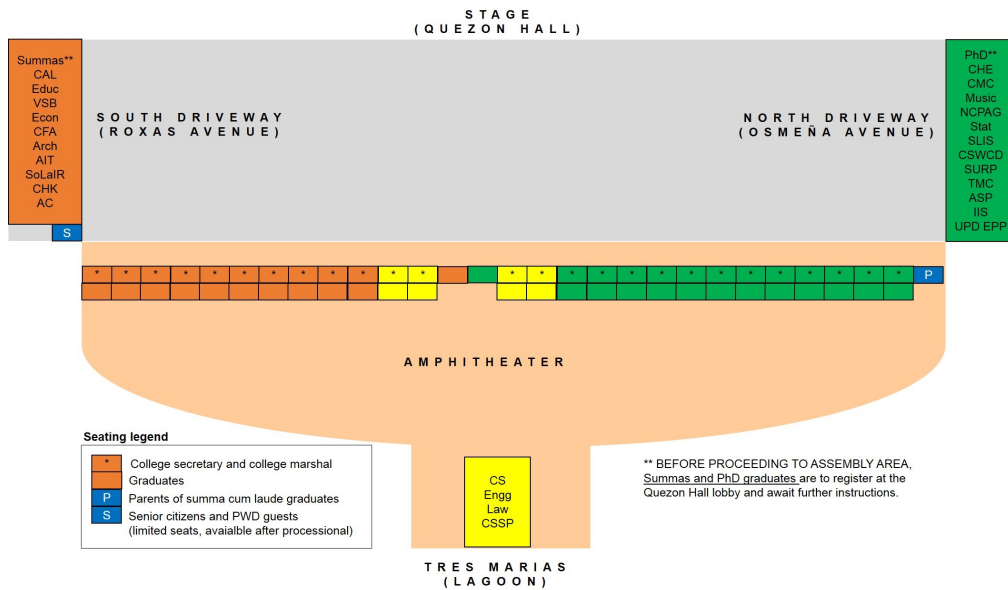 STAGE
(QUEZON HALL)
Summas**
CAL
Educ
VSB
Econ
CFA
Arch
AIT
SoLaIR
CHK
AC
S
SOUTH DRIVEWAY
(ROXAS AVENUE)
NORTH DRIVEWAY
(OSMEÑA AVENUE)
PhD**
CHE
CMC
Music
NCPAG
Stat
SLIS
CSWCD
SURP
TMC
ASP
IIS
UPD EPP
* * * * * * * * * * * * * * * * * * * * * * * * * * P
AMPHITHEATER
Seating legend
* College secretary and college marshal
Graduates
P Parents of summa cum laude graduates
S Senior citizens and PWD guests
(limited seats, avaialble after processional)
CS
Engg
Law
CSSP
** BEFORE PROCEEDING TO ASSEMBLY AREA,
Summas and PhD graduates are to register at the
Quezon Hall lobby and await further instructions.
TRES MARIAS
(LAGOON)